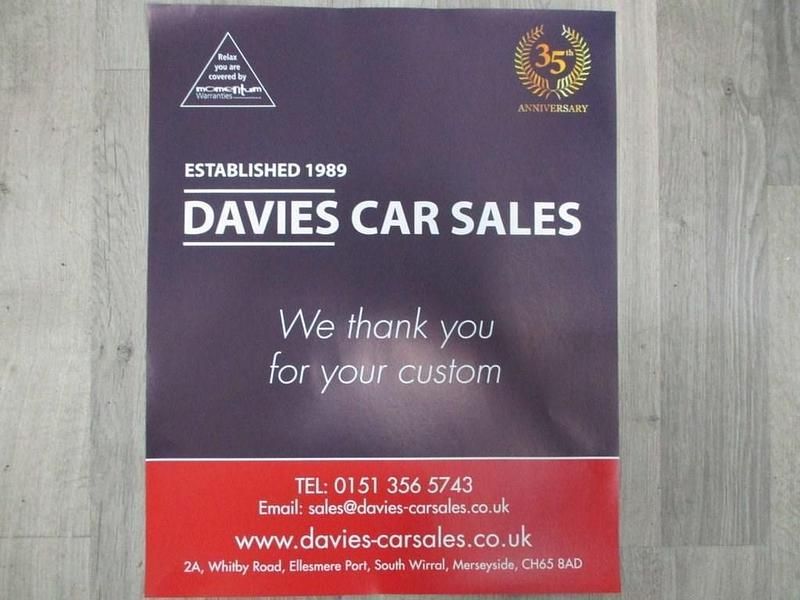 Relax
you are
covered by
momentum
Warranties
35th
ANNIVERSARY
ESTABLISHED 1989
DAVIES CAR SALES
We thank you
for your custom
TEL: 0151 356 5743
Email: sales@davies-carsales.co.uk
www.davies-carsales.co.uk
2A, Whitby Road, Ellesmere Port, South Wirral, Merseyside, CH65 8AD